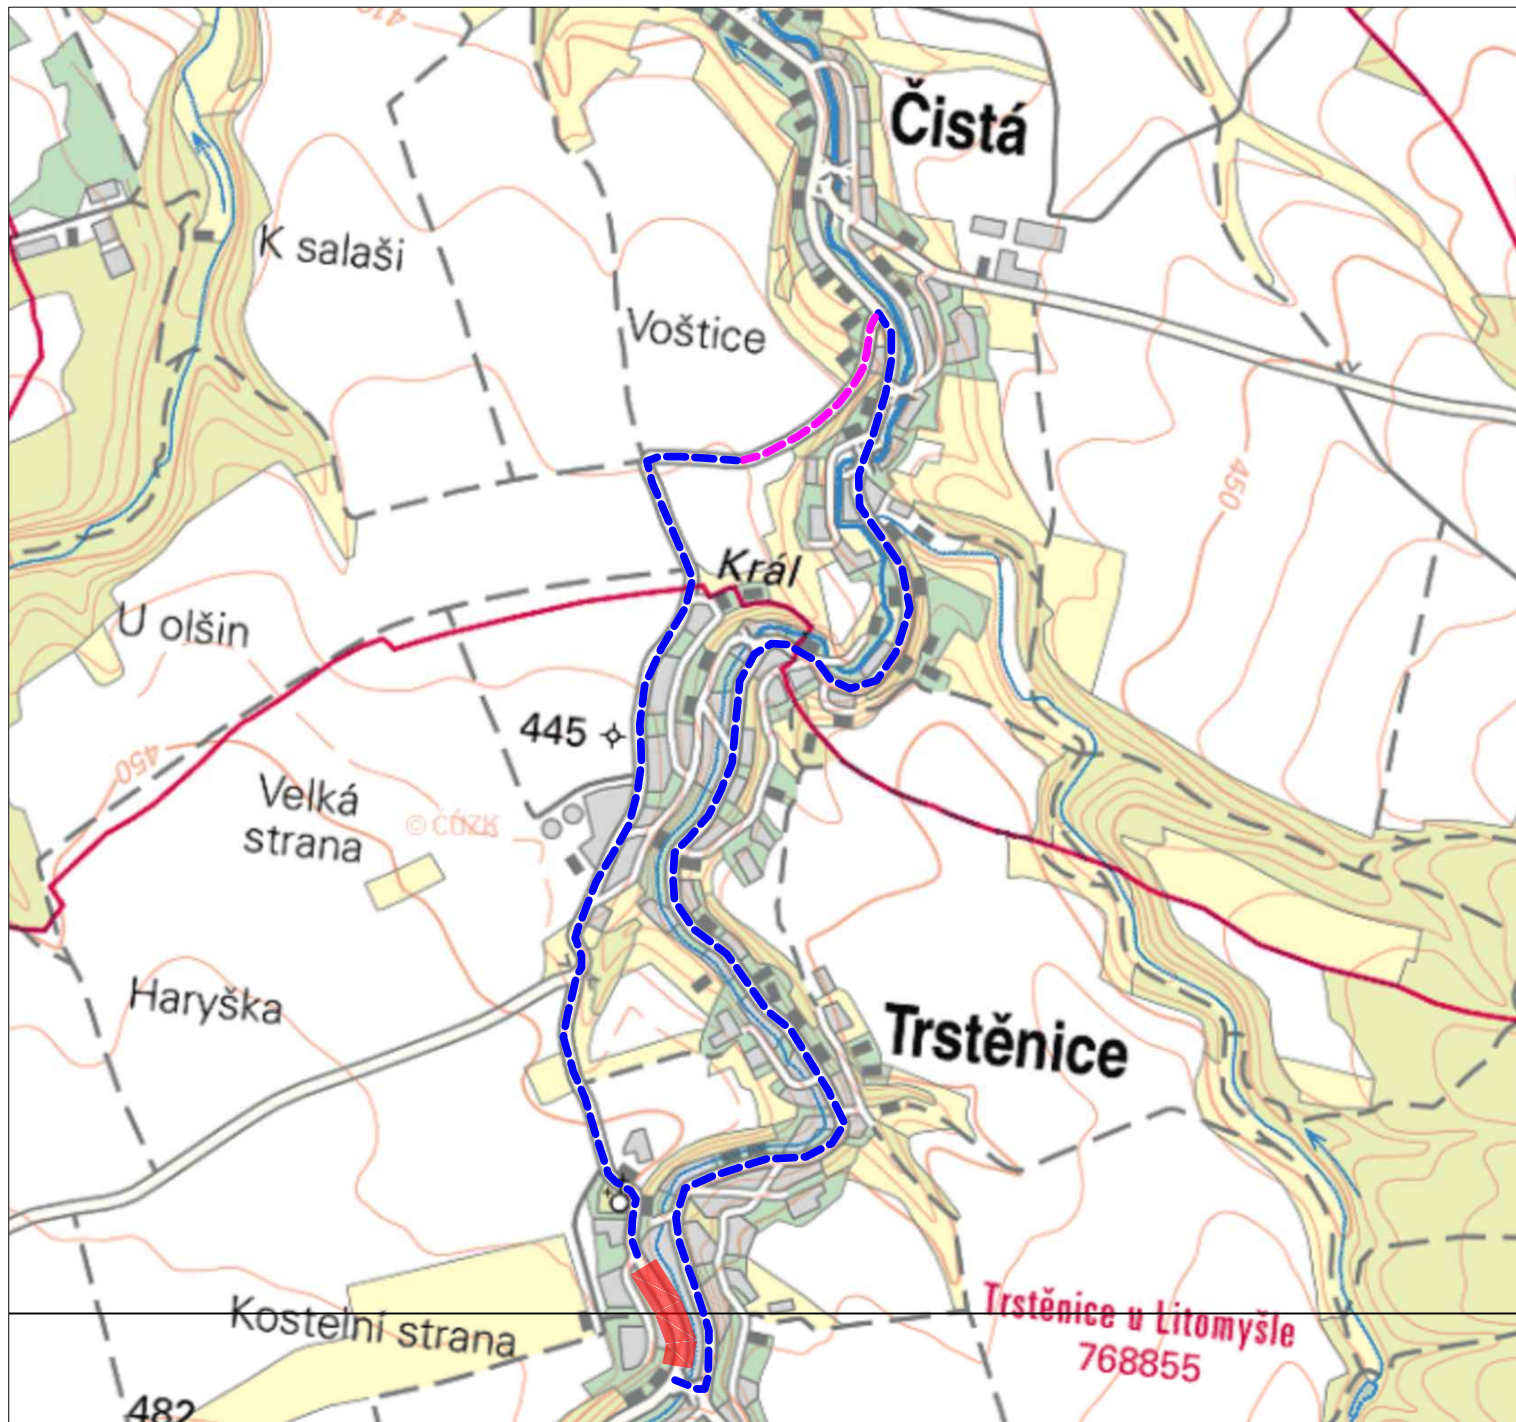 410
Čistá
K salaši
Voštice
450
Král
U olšin
445
450
Velká
strana
© ČÚZK
Haryška
Trstěnice
Kostelní strana
Trstěnice u Litomyšle
768855
482